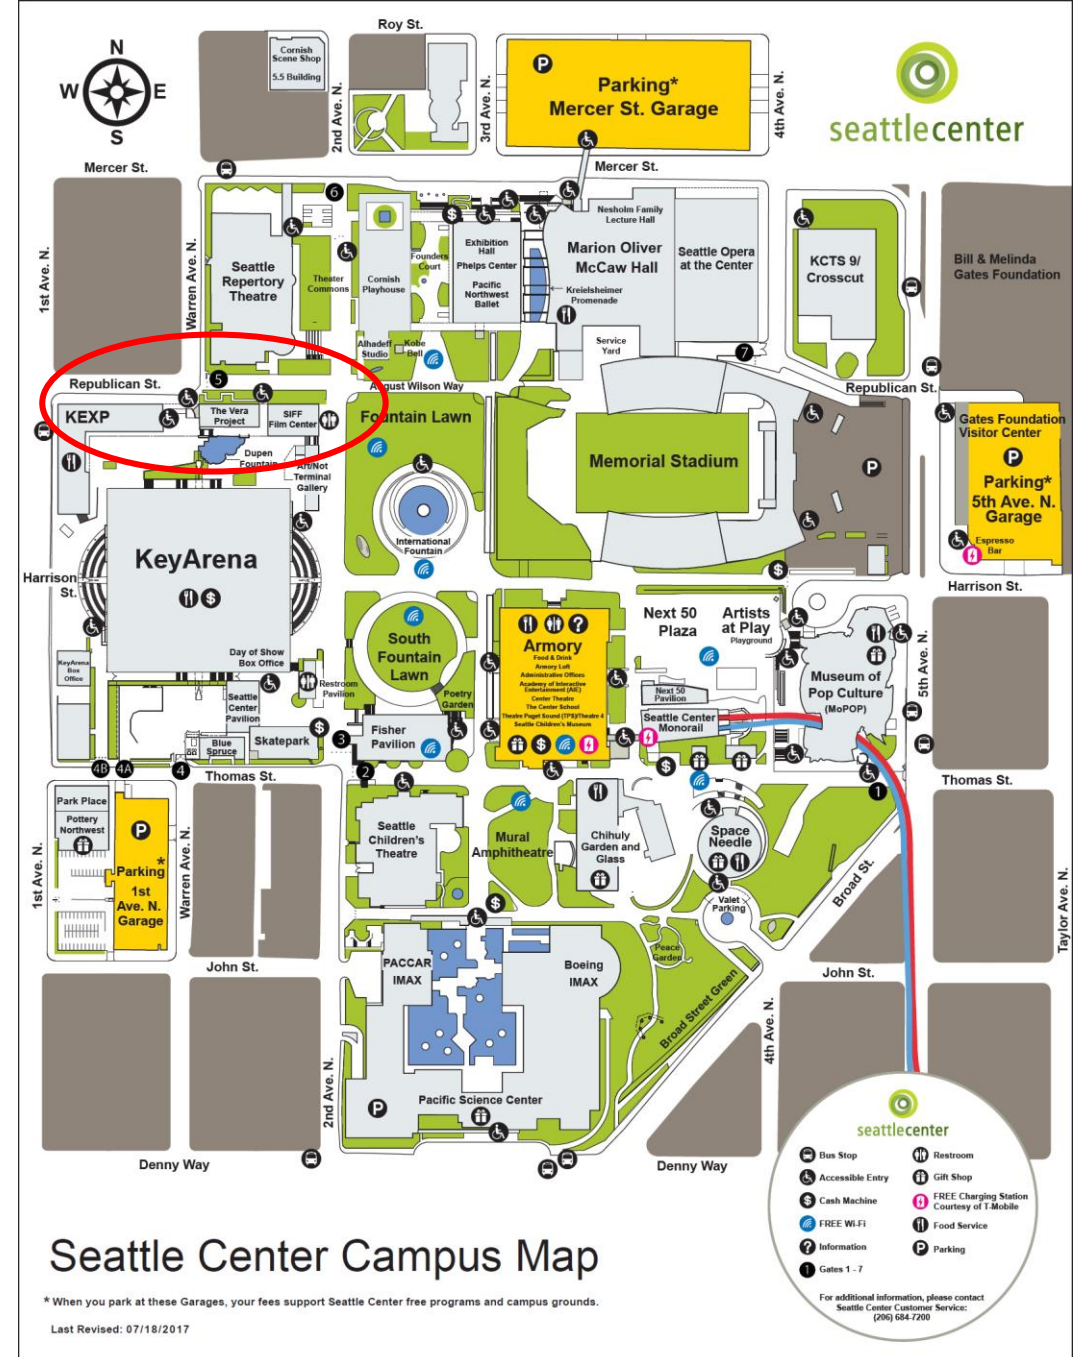 Roy St.
N
W
E
S
Cornish
Scene Shop
5.5 Building
2nd Ave. N.
3rd Ave. N.
P
Parking*
Mercer St. Garage
4th Ave. N.
seattlecenter
Mercer St.
Mercer St.
1st Ave. N.
Warren Ave. N.
6
Seattle
Repertory
Theatre
Theater
Commons
Cornish
Playhouse
Founders
Court
$
Exhibition
Hall
Phelps Center
Pacific
Northwest
Ballet
Nesholm Family
Lecture Hall
Marion Oliver
McCaw Hall
Kreielsheimer
Promenade
Seattle Opera
at the Center
KCTS 9/
Crosscut
Bill & Melinda
Gates Foundation
Alhadeff
Studio
Kobe
Bell
Service
Yard
7
Republican St.
5
August Wilson Way
Republican St.
KEXP
The Vera
Project
SIFF
Film Center
Fountain Lawn
Dupen
Fountain
Art/Not
Terminal
Gallery
Memorial Stadium
P
Gates Foundation
Visitor Center
P
Parking*
5th Ave. N.
Garage
Espresso
Bar
KeyArena
$
International
Fountain
Harrison
St.
$
Harrison St.
South
Fountain
Lawn
?
Armory
Food & Drink
Armory Loft
Administrative Offices
Academy of Interactive
Entertainment (AIE)
Center Theatre
The Center School
Theatre Puget Sound (TPS)/Theatre 4
Seattle Children's Museum
$
Next 50
Plaza
Artists
at Play
Playground
Day of Show
Box Office
KeyArena
Box
Office
Restroom
Pavilion
Poetry
Garden
Next 50
Pavilion
Seattle Center
Monorail
Museum of
Pop Culture
(MoPOP)
5th Ave. N.
Seattle
Center
Pavilion
$
3
Fisher
Pavilion
Blue
Spruce
Skatepark
4B
4A
4
Thomas St.
2
$
1
Thomas St.
Park Place
Pottery
Northwest
P
Parking*
1st
Ave. N.
Garage
1st Ave. N.
Warren Ave. N.
Seattle
Children's
Theatre
Mural
Amphitheatre
Chihuly
Garden and
Glass
Space
Needle
Valet
Parking
Broad St.
Taylor Ave. N.
$
John St.
PACCAR
IMAX
Boeing
IMAX
Peace
Garden
Broad Street Green
John St.
4th Ave. N.
2nd Ave. N.
P
Pacific Science Center
Denny Way
Denny Way
seattlecenter
Bus Stop
Restroom
Accessible Entry
Gift Shop
$
Cash Machine
FREE Charging Station
Courtesy of T-Mobile
FREE Wi-Fi
Food Service
?
Information
P
Parking
1
Gates 1 - 7
For additional information, please contact
Seattle Center Customer Service:
(206) 684-7200
Seattle Center Campus Map
* When you park at these Garages, your fees support Seattle Center free programs and campus grounds.
Last Revised: 07/18/2017